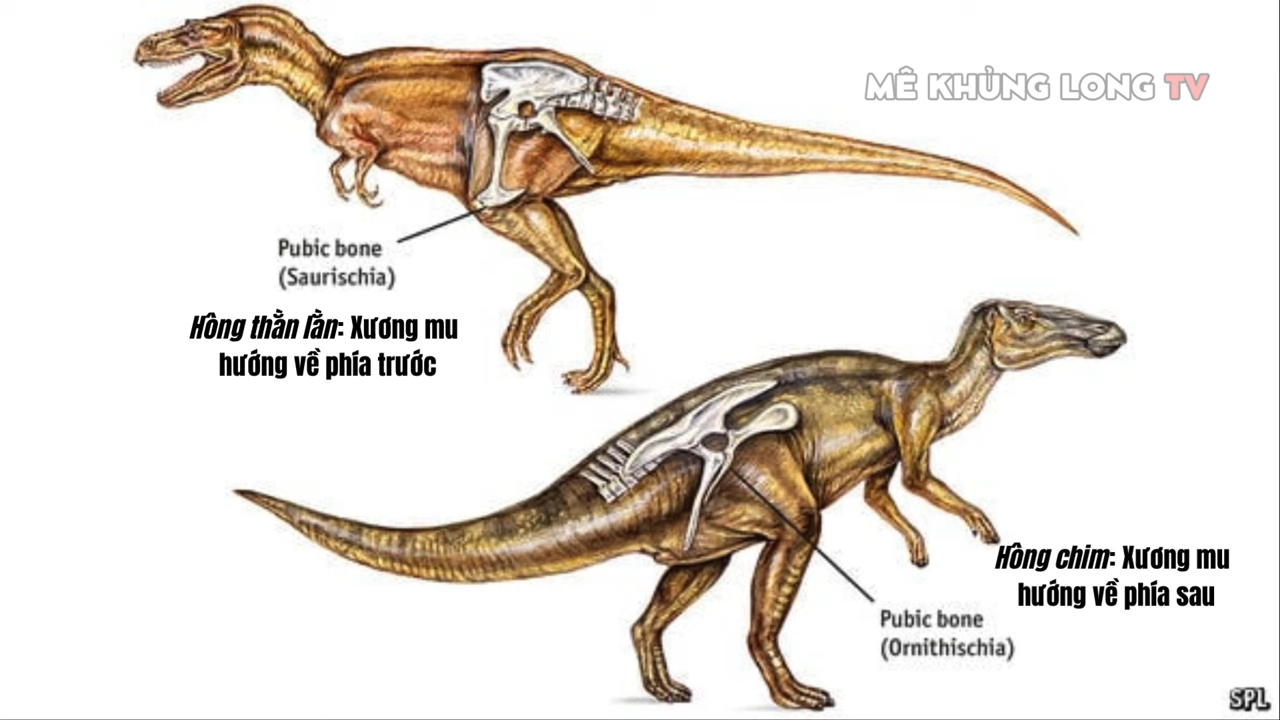 MÊ KHỦNG LONG TV
Pubic bone
(Saurischia)
Hông thằn lằn: Xương mu
hướng về phía trước
Hông chim: Xương mu
hướng về phía sau
Pubic bone
(Ornithischia)
SPL